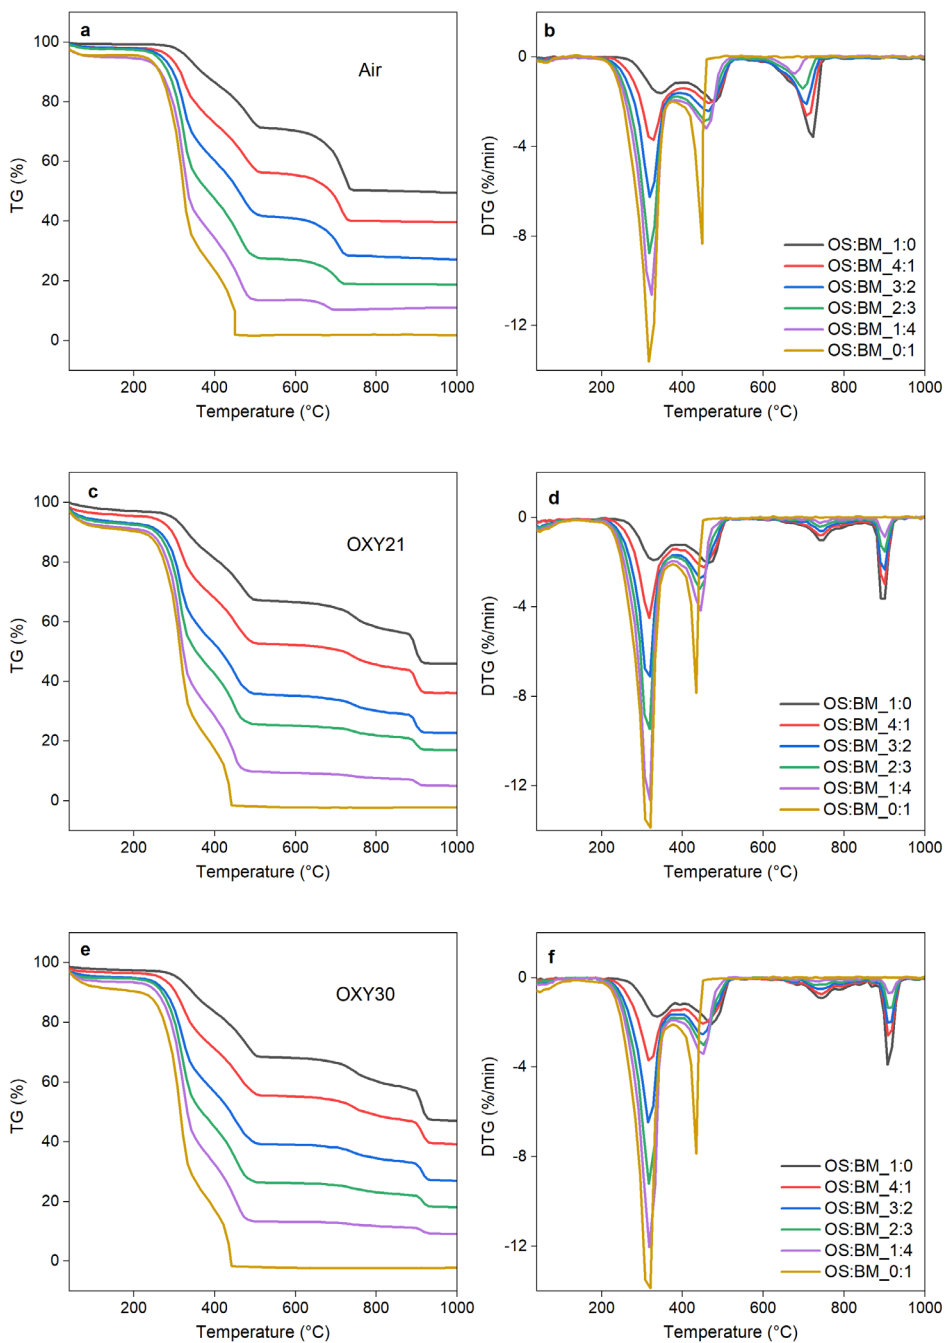 a
Air
100
80
60
40
20
0
TG (%)
200
400
600
800
1000
Temperature (°C)
b
0
-4
-8
-12
DTG (%/min)
OS:BM_1:0
OS:BM_4:1
OS:BM_3:2
OS:BM_2:3
OS:BM_1:4
OS:BM_0:1
0
200
400
600
800
1000
Temperature (°C)
c
OXY21
100
80
60
40
20
0
TG (%)
200
400
600
800
1000
Temperature (°C)
d
0
-4
-8
-12
DTG (%/min)
OS:BM_1:0
OS:BM_4:1
OS:BM_3:2
OS:BM_2:3
OS:BM_1:4
OS:BM_0:1
200
400
600
800
1000
Temperature (°C)
e
OXY30
100
80
60
40
20
0
TG (%)
200
400
600
800
1000
Temperature (°C)
f
0
-4
-8
-12
DTG (%/min)
OS:BM_1:0
OS:BM_4:1
OS:BM_3:2
OS:BM_2:3
OS:BM_1:4
OS:BM_0:1
200
400
600
800
1000
Temperature (°C)